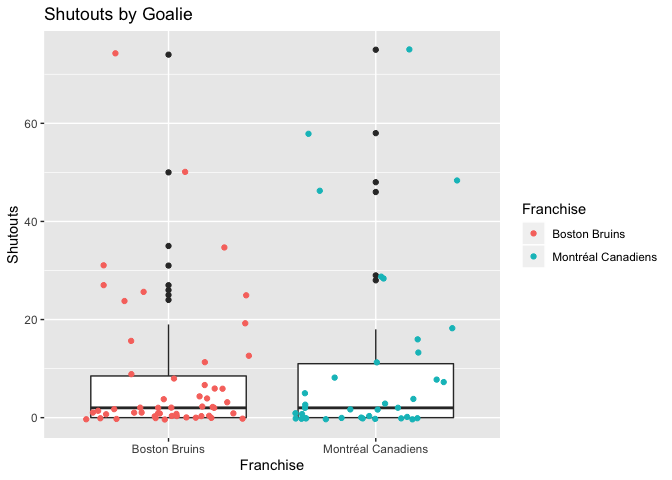 Shutouts by Goalie
Shutouts
60
40
20
0
Boston Bruins
Montréal Canadiens
Franchise
Franchise
Boston Bruins
Montréal Canadiens